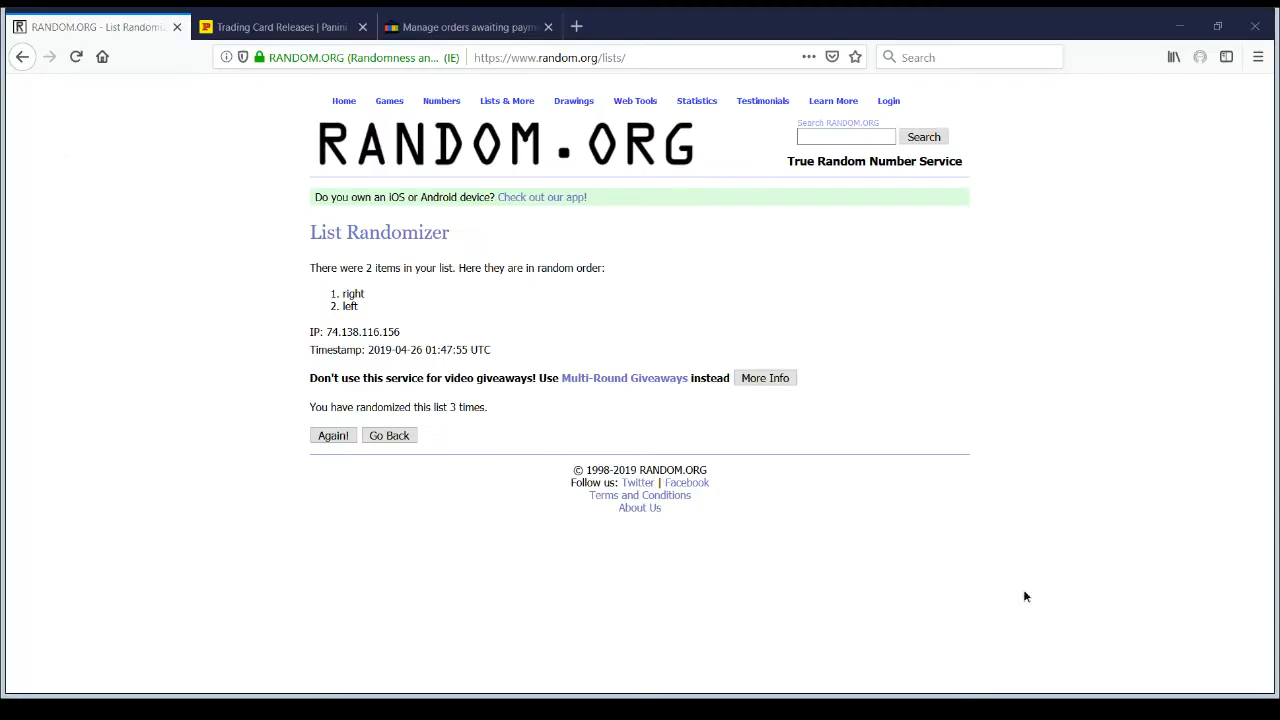 RANDOM.ORG - List Randomiz
Trading Card Releases | Panini
Manage orders awaiting paym
RANDOM.ORG (Randomness an... (IE)
https://www.random.org/lists/
Search
Home Games Numbers Lists & More Drawings Web Tools Statistics Testimonials Learn More Login
RANDOM.ORG
Search RANDOM.ORG
Search
True Random Number Service
Do you own an iOS or Android device? Check out our app!
List Randomizer
There were 2 items in your list. Here they are in random order:
1. right
2. left
IP: 74.138.116.156
Timestamp: 2019-04-26 01:47:55 UTC
Don't use this service for video giveaways! Use Multi-Round Giveaways instead More Info
You have randomized this list 3 times.
Again! Go Back
© 1998-2019 RANDOM.ORG
Follow us: Twitter | Facebook
Terms and Conditions
About Us